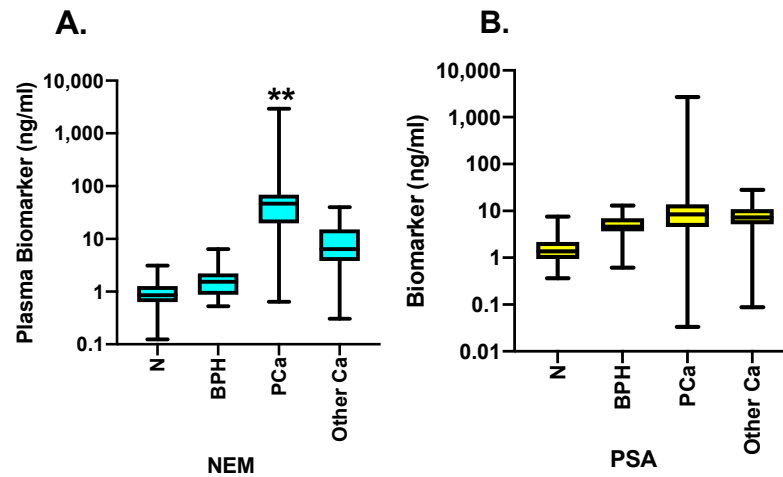 A.
Plasma Biomarker (ng/ml)
10,000
1,000
100
10
1
0.1
**
N
BPH
PCa
Other Ca
NEM
B.
Biomarker (ng/ml)
10,000
1,000
100
10
1
0.1
0.01
N
BPH
PCa
Other Ca
PSA